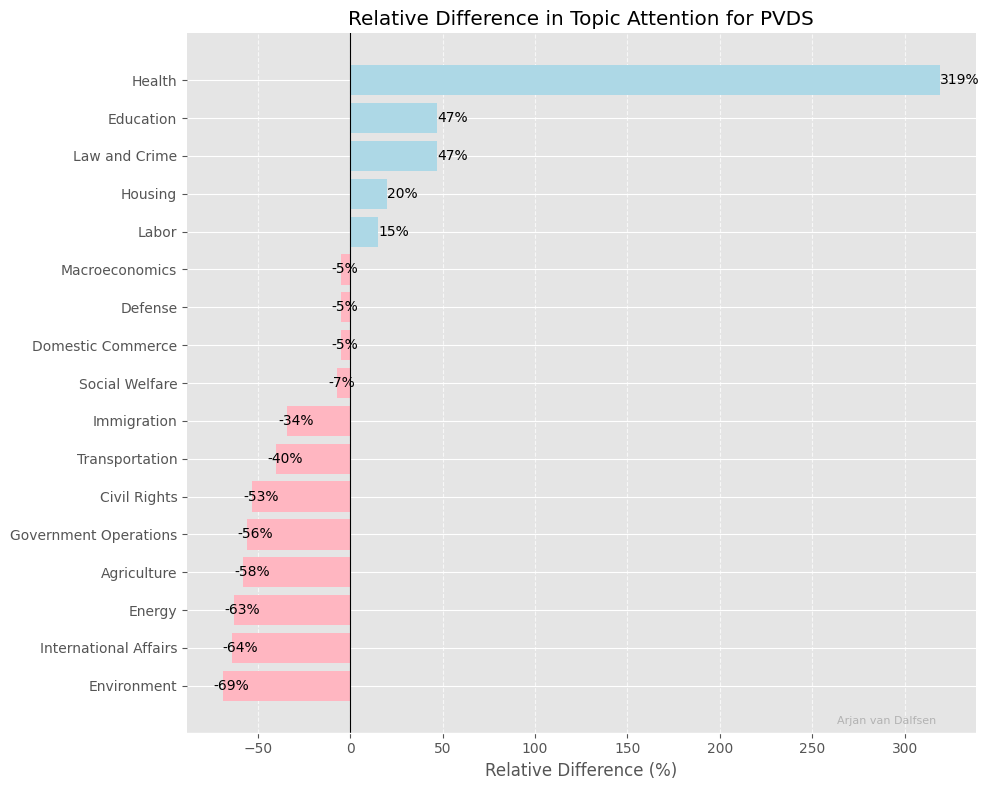 Relative Difference in Topic Attention for PVDS
Health 319%
Education 47%
Law and Crime 47%
Housing 20%
Labor 15%
Macroeconomics -5%
Defense -5%
Domestic Commerce -5%
Social Welfare -7%
Immigration -34%
Transportation -40%
Civil Rights -53%
Government Operations -56%
Agriculture -58%
Energy -63%
International Affairs -64%
Environment -69%
Arjan van Dalfsen
−50 0 50 100 150 200 250 300
Relative Difference (%)